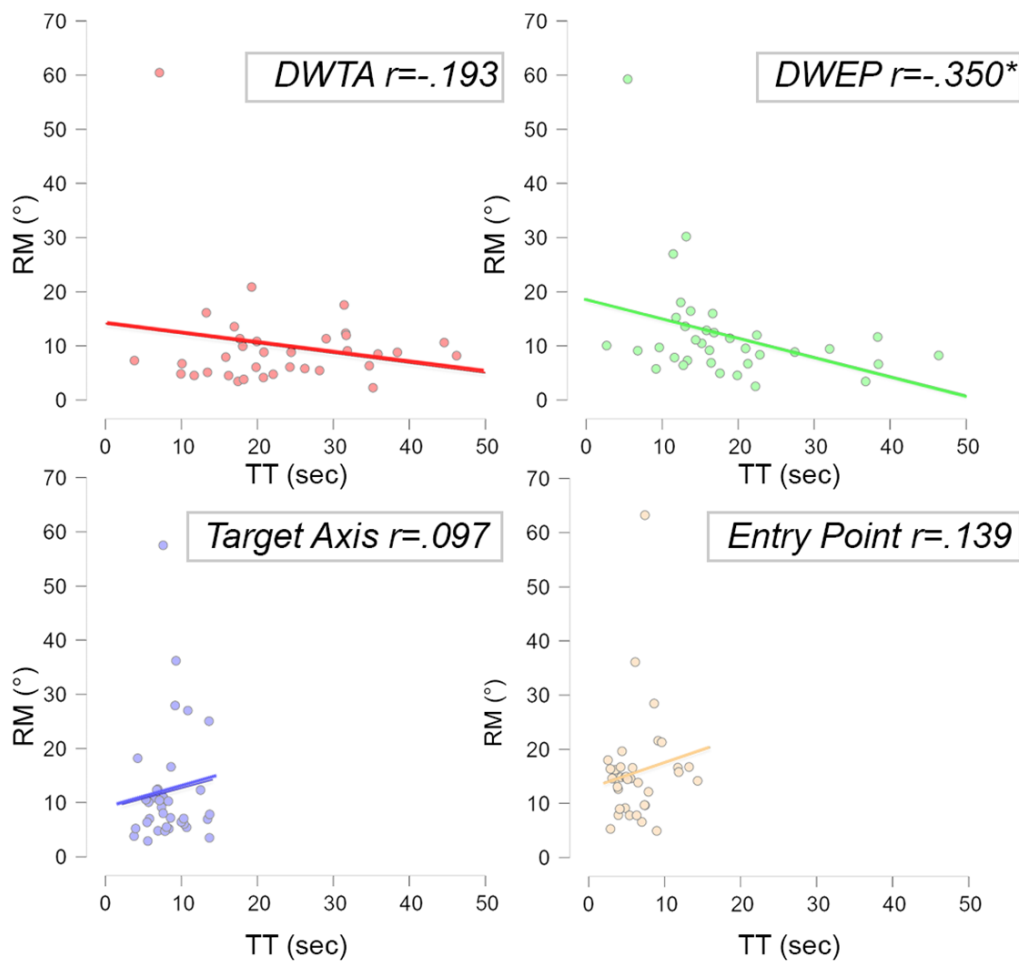 70
60
50
40
30
20
10
0
RM (°)
DWTA r=-.193
0 10 20 30 40 50
TT (sec)
70
60
50
40
30
20
10
0
RM (°)
DWEP r=-.350*
0 10 20 30 40 50
TT (sec)
70
60
50
40
30
20
10
0
RM (°)
Target Axis r=.097
0 10 20 30 40 50
TT (sec)
70
60
50
40
30
20
10
0
RM (°)
Entry Point r=.139
0 10 20 30 40 50
TT (sec)